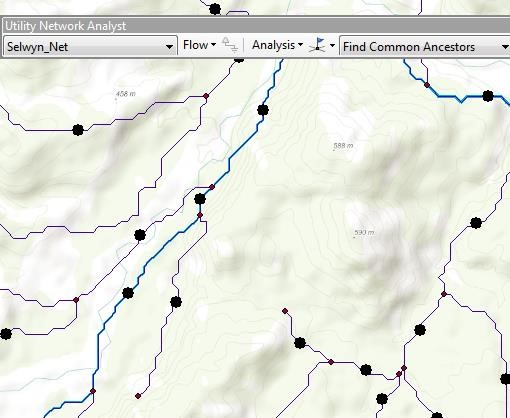 Utility Network Analyst
Selwyn_Net Flow Analysis Find Common Ancestors
458 m
588 m
590 m